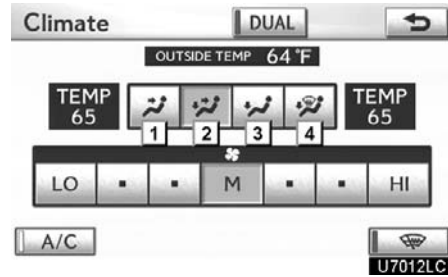 Climate DUAL
OUTSIDE TEMP 64°F
TEMP
65
TEMP
65
1 2 3 4
LO M HI
A/C
U7012LC